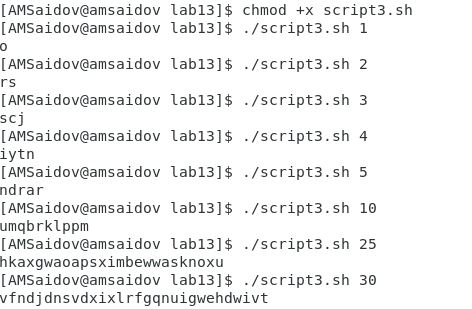 [AMSaidov@amsaidov lab13]$ chmod +x script3.sh
[AMSaidov@amsaidov lab13]$ ./script3.sh 1
o
[AMSaidov@amsaidov lab13]$ ./script3.sh 2
rs
[AMSaidov@amsaidov lab13]$ ./script3.sh 3
scj
[AMSaidov@amsaidov lab13]$ ./script3.sh 4
iytn
[AMSaidov@amsaidov lab13]$ ./script3.sh 5
ndrar
[AMSaidov@amsaidov lab13]$ ./script3.sh 10
umqbrklppm
[AMSaidov@amsaidov lab13]$ ./script3.sh 25
hkaxgwaoapsximbewwasknoxu
[AMSaidov@amsaidov lab13]$ ./script3.sh 30
vfndjdnsvdxixlrfgqnuigwehdwivt